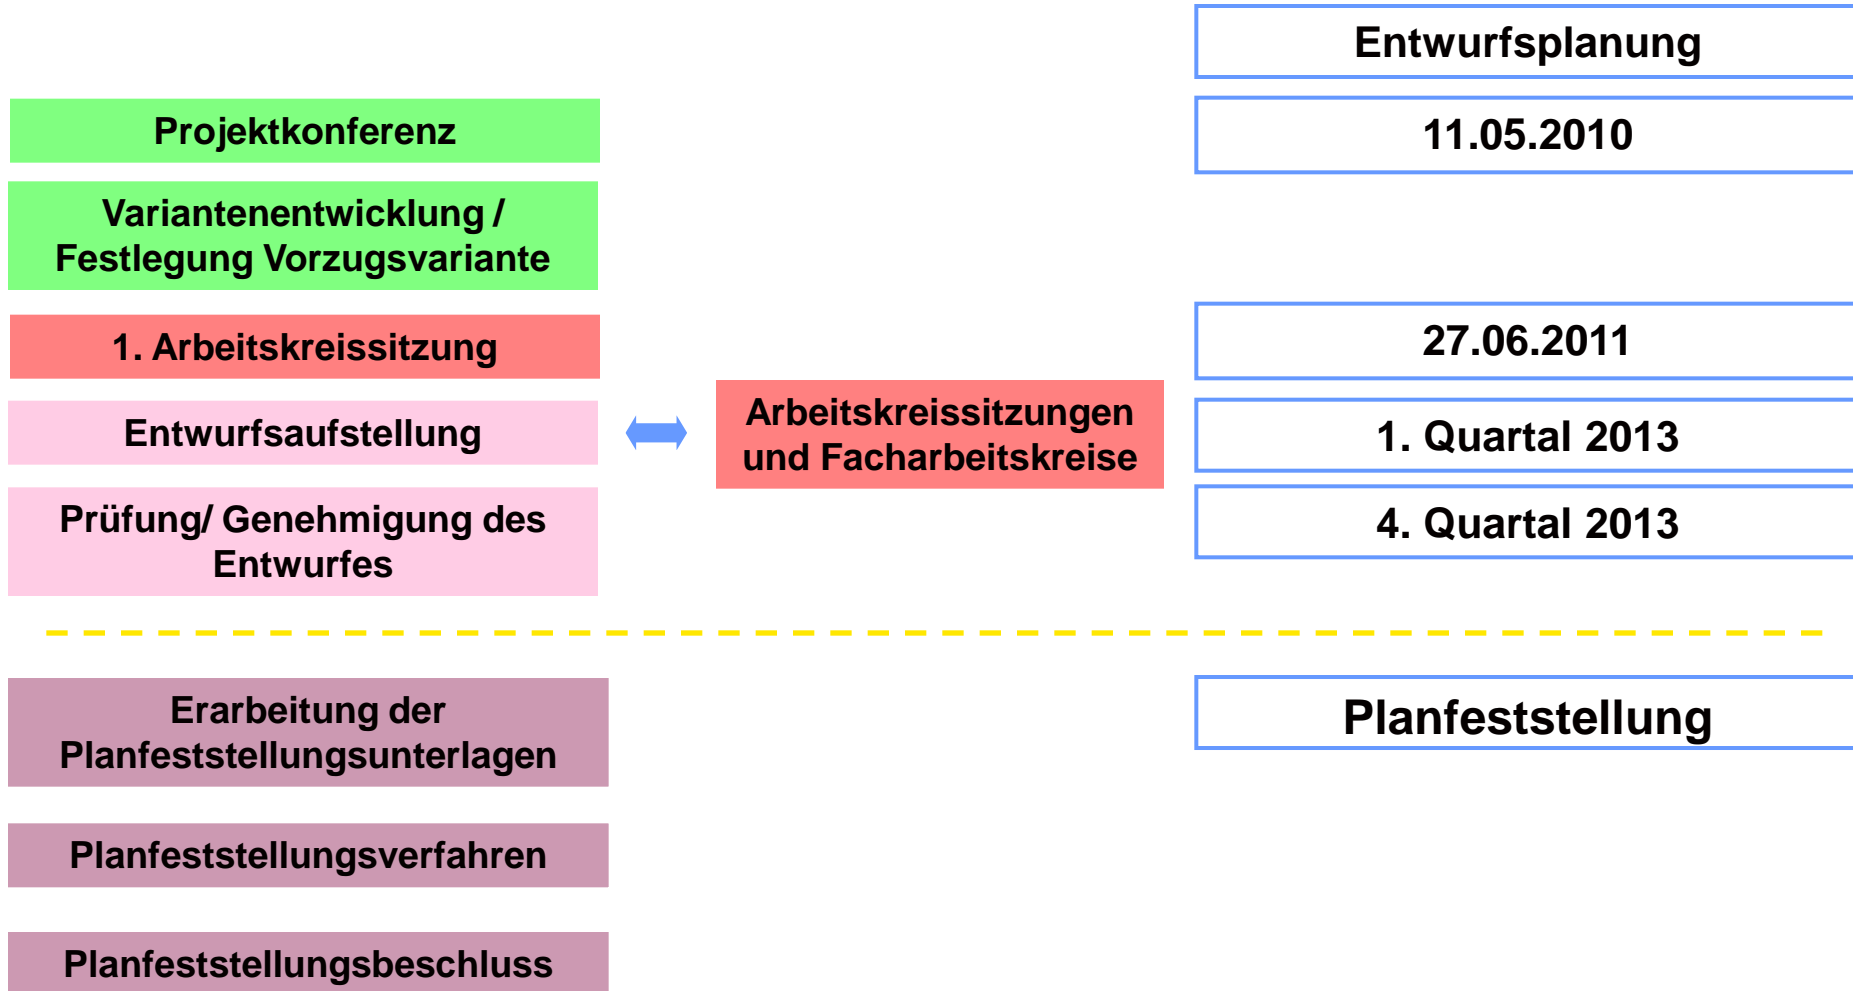 Entwurfsplanung
Projektkonferenz
11.05.2010
Variantenentwicklung /
Festlegung Vorzugsvariante
1. Arbeitskreissitzung
27.06.2011
Entwurfsaufstellung
Arbeitskreissitzungen
und Facharbeitskreise
1. Quartal 2013
Prüfung/ Genehmigung des
Entwurfes
4. Quartal 2013
Erarbeitung der
Planfeststellungsunterlagen
Planfeststellung
Planfeststellungsverfahren
Planfeststellungsbeschluss